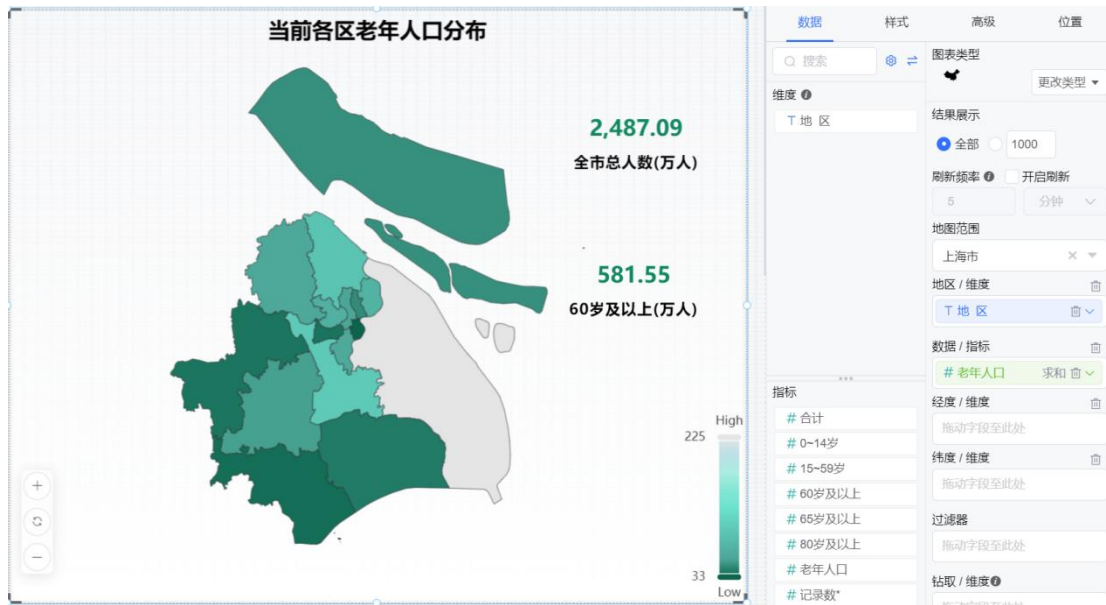 当前各区老年人口分布
2,487.09
全市总人数(万人)
581.55
60岁及以上(万人)
High
225
33
Low
数据 样式 高级 位置
搜索
维度
T 地 区
指标
# 合计
# 0~14岁
# 15~59岁
# 60岁及以上
# 65岁及以上
# 80岁及以上
# 老年人口
# 记录数*
图表类型
更改类型
结果展示
全部 1000
刷新频率 开启刷新
5 分钟
地图范围
上海市
地区 / 维度
T 地 区
数据 / 指标
# 老年人口 求和
经度 / 维度
拖动字段至此处
纬度 / 维度
拖动字段至此处
过滤器
拖动字段至此处
钻取 / 维度